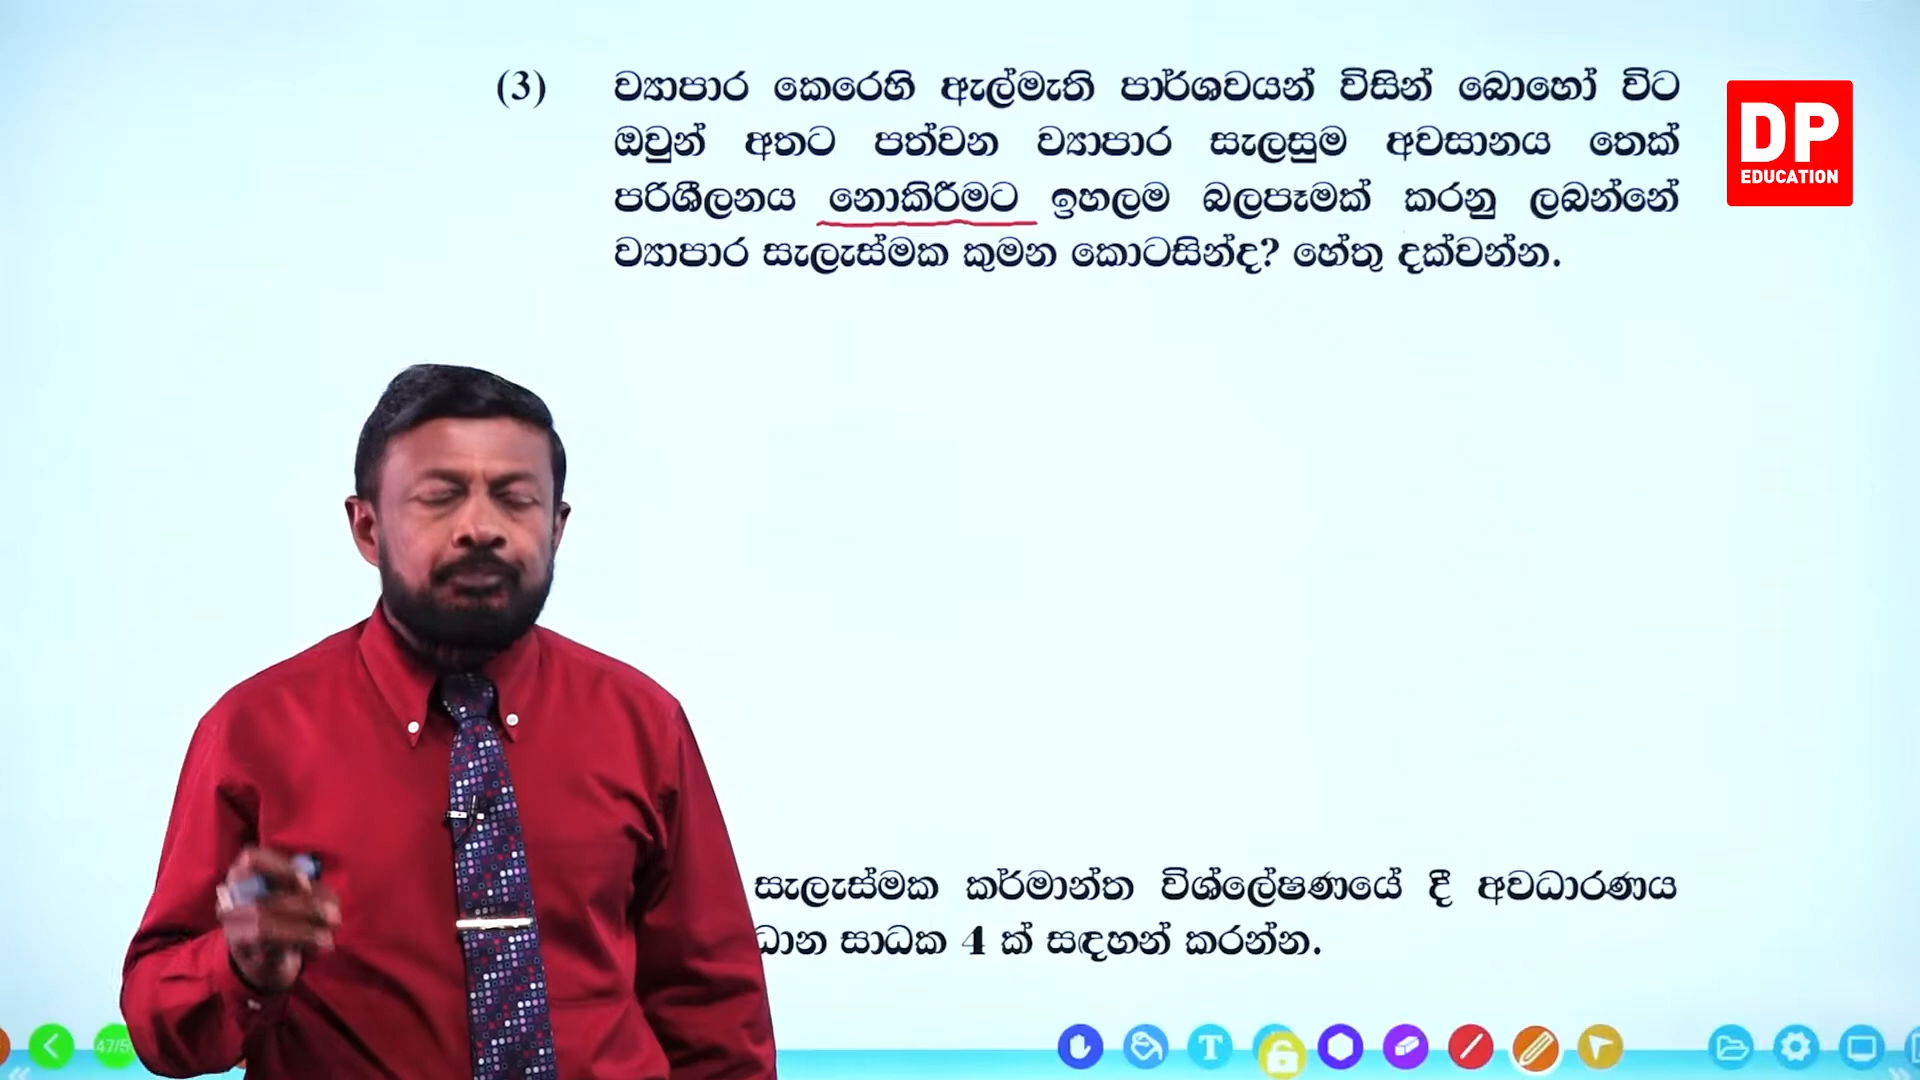 (3) ව්‍යාපාර කෙරෙහි ඇල්මැති පාර්ශවයන් විසින් බොහෝ විට
ඔවුන් අතට පත්වන ව්‍යාපාර සැලසුම අවසානය තෙක්
පරිශීලනය නොකිරීමට ඉහලම බලපෑමක් කරනු ලබන්නේ
ව්‍යාපාර සැලැස්මක කුමන කොටසින්ද? හේතු දක්වන්න.
DP
EDUCATION
සැලැස්මක කර්මාන්ත විශ්ලේෂණයේ දී අවධාරණය
ධාන සාධක 4 ක් සඳහන් කරන්න.
T